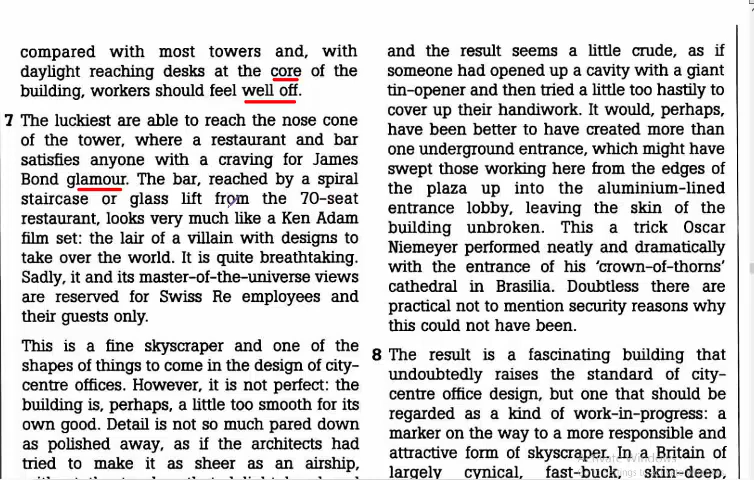 compared with most towers and, with
daylight reaching desks at the core of the
building, workers should feel well off.
7 The luckiest are able to reach the nose cone
of the tower, where a restaurant and bar
satisfies anyone with a craving for James
Bond glamour. The bar, reached by a spiral
staircase or glass lift from the 70-seat
restaurant, looks very much like a Ken Adam
film set: the lair of a villain with designs to
take over the world. It is quite breathtaking.
Sadly, it and its master-of-the-universe views
are reserved for Swiss Re employees and
their guests only.
This is a fine skyscraper and one of the
shapes of things to come in the design of city-
centre offices. However, it is not perfect: the
building is, perhaps, a little too smooth for its
own good. Detail is not so much pared down
as polished away, as if the architects had
tried to make it as sheer as an airship,
and the result seems a little crude, as if
someone had opened up a cavity with a giant
tin-opener and then tried a little too hastily to
cover up their handiwork. It would, perhaps,
have been better to have created more than
one underground entrance, which might have
swept those working here from the edges of
the plaza up into the aluminium-lined
entrance lobby, leaving the skin of the
building unbroken. This a trick Oscar
Niemeyer performed neatly and dramatically
with the entrance of his ‘crown-of-thorns’
cathedral in Brasilia. Doubtless there are
practical not to mention security reasons why
this could not have been.
8 The result is a fascinating building that
undoubtedly raises the standard of city-
centre office design, but one that should be
regarded as a kind of work-in-progress: a
marker on the way to a more responsible and
attractive form of skyscraper. In a Britain of
largely cynical, fast-buck, skin-deep,